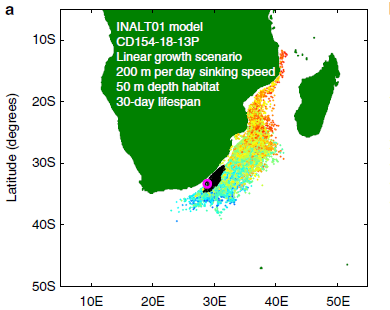 a
INALT01 model
CD154-18-13P
Linear growth scenario
200 m per day sinking speed
50 m depth habitat
30-day lifespan
Latitude (degrees)
10S
20S
30S
40S
50S
10E
20E
30E
40E
50E